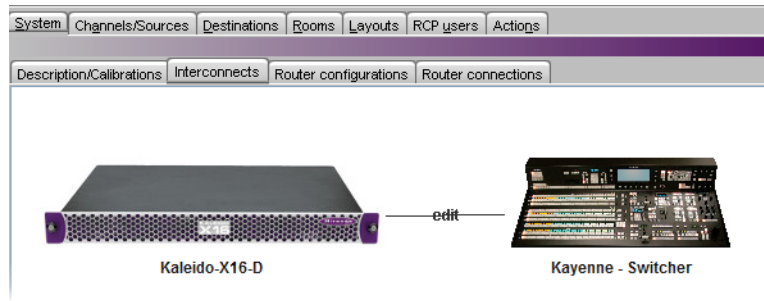 System Channels/Sources Destinations Rooms Layouts RCP users Actions
Description/Calibrations Interconnects Router configurations Router connections
X16
edit
Kaleido-X16-D Kayenne - Switcher